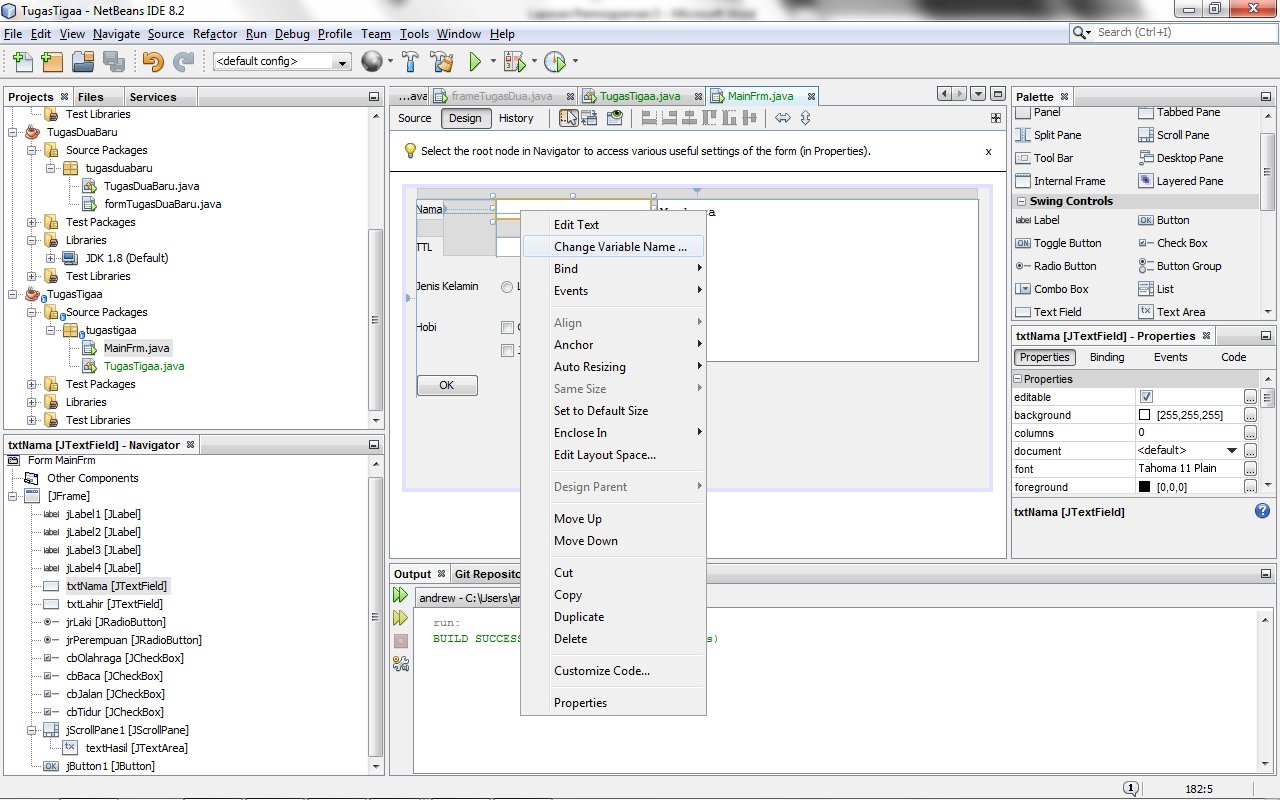 TugasTigaa - NetBeans IDE 8.2
File Edit View Navigate Source Refactor Run Debug Profile Team Tools Window Help
Search (Ctrl+I)
<default config>
Projects Files Services
Test Libraries
TugasDuaBaru
Source Packages
tugasduabaru
TugasDuaBaru.java
formTugasDuaBaru.java
Test Packages
Libraries
JDK 1.8 (Default)
Test Libraries
TugasTigaa
Source Packages
tugastigaa
MainFrm.java
TugasTigaa.java
Test Packages
Libraries
Test Libraries
txtNama [JTextField] - Navigator
Form MainFrm
Other Components
[JFrame]
jLabel1 [JLabel]
jLabel2 [JLabel]
jLabel3 [JLabel]
jLabel4 [JLabel]
txtNama [JTextField]
txtLahir [JTextField]
jrLaki [JRadioButton]
jrPerempuan [JRadioButton]
cbOlahraga [JCheckBox]
cbBaca [JCheckBox]
cbJalan [JCheckBox]
cbTidur [JCheckBox]
jScrollPane1 [JScrollPane]
textHasil [JTextArea]
jButton1 [JButton]
...ava frameTugasDua.java TugasTigaa.java MainFrm.java
Source Design History
Select the root node in Navigator to access various useful settings of the form (in Properties). x
Nama
TTL
Jenis Kelamin
Hobi
OK
Edit Text
Change Variable Name ...
Bind
Events
Align
Anchor
Auto Resizing
Same Size
Set to Default Size
Enclose In
Edit Layout Space...
Design Parent
Move Up
Move Down
Cut
Copy
Duplicate
Delete
Customize Code...
Properties
Output Git Reposito
andrew - C:\Users\
run:
BUILD SUCCESS s)
Palette
Panel Tabbed Pane
Split Pane Scroll Pane
Tool Bar Desktop Pane
Internal Frame Layered Pane
Swing Controls
label Label OK Button
ON Toggle Button Check Box
Radio Button Button Group
Combo Box List
Text Field Text Area
txtNama [JTextField] - Properties
Properties Binding Events Code
Properties
editable
background [255,255,255]
columns 0
document <default>
font Tahoma 11 Plain
foreground [0,0,0]
txtNama [JTextField]
1 182:5